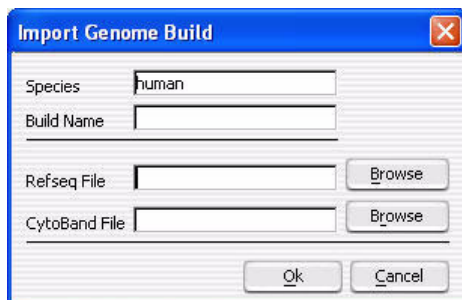 Import Genome Build
Species human
Build Name
Refseq File Browse
CytoBand File Browse
Ok Cancel